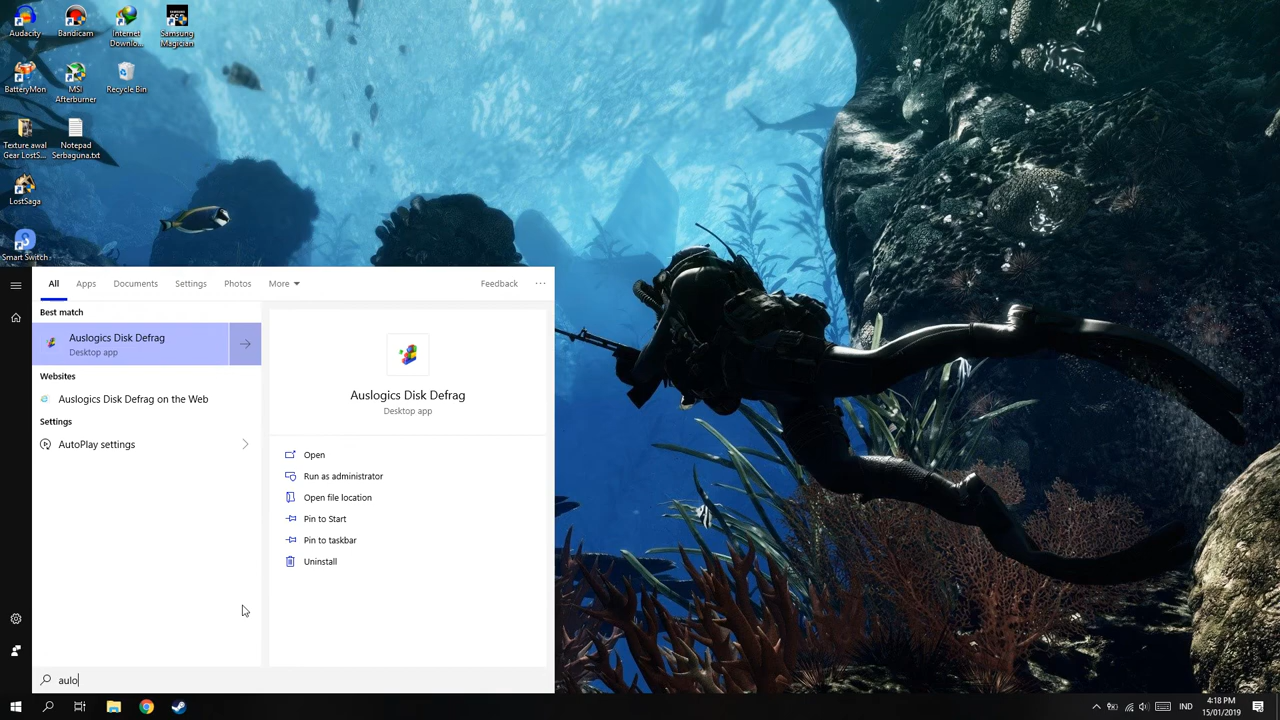 Audacity
Bandicam
Internet
Downlo...
Samsung
Magician
BatteryMon
MSI
Afterburner
Recycle Bin
Texture awal
Gear LostS...
Notepad
Serbaguna.txt
LostSaga
Smart Switch
All
Apps
Documents
Settings
Photos
More
Feedback
...
Best match
Auslogics Disk Defrag
Desktop app
Websites
Auslogics Disk Defrag on the Web
Settings
AutoPlay settings
Auslogics Disk Defrag
Desktop app
Open
Run as administrator
Open file location
Pin to Start
Pin to taskbar
Uninstall
aulo
IND
4:18 PM
15/01/2019